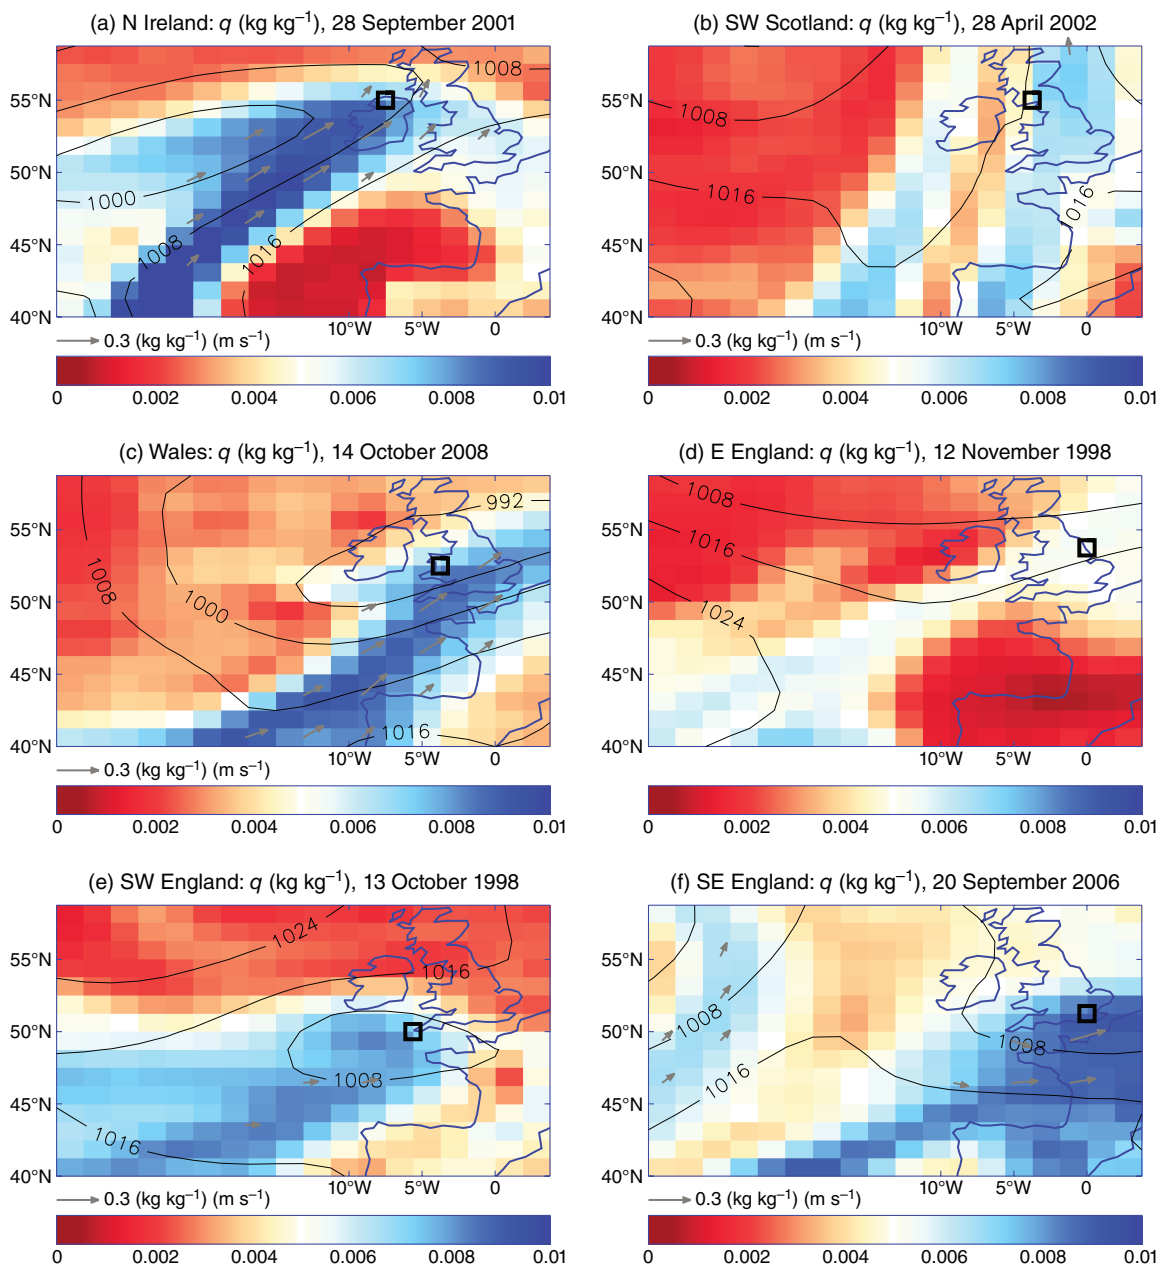 (a) N Ireland: q (kg kg⁻¹), 28 September 2001
1008
55°N
50°N
1000
45°N
1008
1016
40°N
10°W 5°W 0
0.3 (kg kg⁻¹) (m s⁻¹)
0 0.002 0.004 0.006 0.008 0.01
(b) SW Scotland: q (kg kg⁻¹), 28 April 2002
55°N
1008
50°N
1016
1016
45°N
40°N
10°W 5°W 0
0.3 (kg kg⁻¹) (m s⁻¹)
0 0.002 0.004 0.006 0.008 0.01
(c) Wales: q (kg kg⁻¹), 14 October 2008
992
55°N
1008
1000
50°N
45°N
1016
40°N
10°W 5°W 0
0.3 (kg kg⁻¹) (m s⁻¹)
0 0.002 0.004 0.006 0.008 0.01
(d) E England: q (kg kg⁻¹), 12 November 1998
1008
55°N
1016
50°N
1024
45°N
40°N
10°W 5°W 0
0 0.002 0.004 0.006 0.008 0.01
(e) SW England: q (kg kg⁻¹), 13 October 1998
1024
55°N
1016
50°N
1008
45°N
1016
40°N
10°W 5°W 0
0.3 (kg kg⁻¹) (m s⁻¹)
0 0.002 0.004 0.006 0.008 0.01
(f) SE England: q (kg kg⁻¹), 20 September 2006
55°N
1008
50°N
1008
1016
45°N
40°N
10°W 5°W 0
0.3 (kg kg⁻¹) (m s⁻¹)
0 0.002 0.004 0.006 0.008 0.01